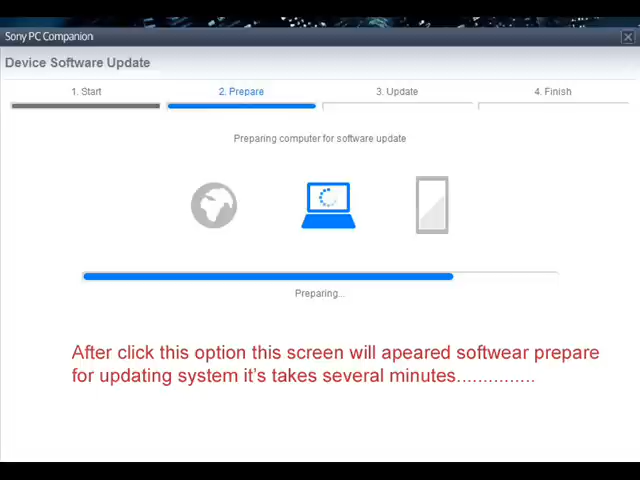 Sony PC Companion
Device Software Update
1. Start 2. Prepare 3. Update 4. Finish
Preparing computer for software update
Preparing...
After click this option this screen will apeared softwear prepare
for updating system it's takes several minutes...............